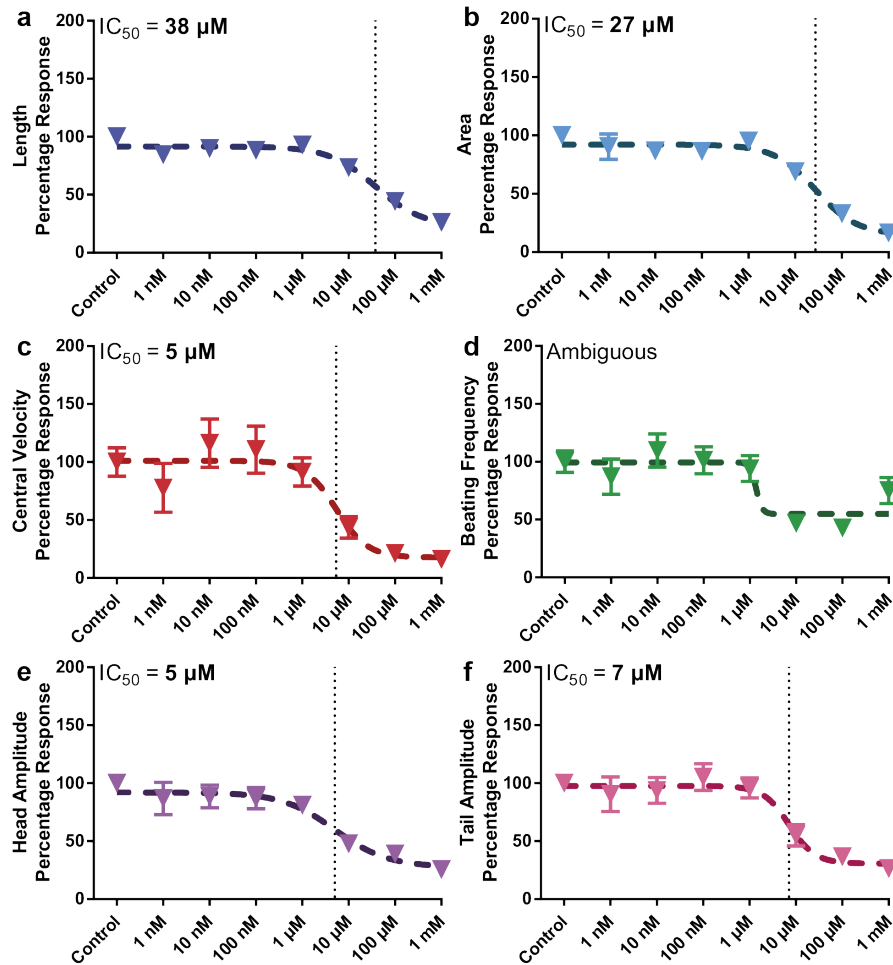 a
IC50 = 38 µM
Length
Percentage Response
200
150
100
50
0
Control
1 nM
10 nM
100 nM
1 µM
10 µM
100 µM
1 mM
b
IC50 = 27 µM
Area
Percentage Response
200
150
100
50
0
Control
1 nM
10 nM
100 nM
1 µM
10 µM
100 µM
1 mM
c
IC50 = 5 µM
Central Velocity
Percentage Response
200
150
100
50
0
Control
1 nM
10 nM
100 nM
1 µM
10 µM
100 µM
1 mM
d
Ambiguous
Beating Frequency
Percentage Response
200
150
100
50
0
Control
1 nM
10 nM
100 nM
1 µM
10 µM
100 µM
1 mM
e
IC50 = 5 µM
Head Amplitude
Percentage Response
200
150
100
50
0
Control
1 nM
10 nM
100 nM
1 µM
10 µM
100 µM
1 mM
f
IC50 = 7 µM
Tail Amplitude
Percentage Response
200
150
100
50
0
Control
1 nM
10 nM
100 nM
1 µM
10 µM
100 µM
1 mM